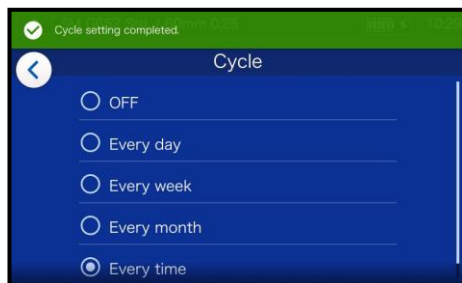 Cycle setting completed.
Cycle
OFF
Every day
Every week
Every month
Every time